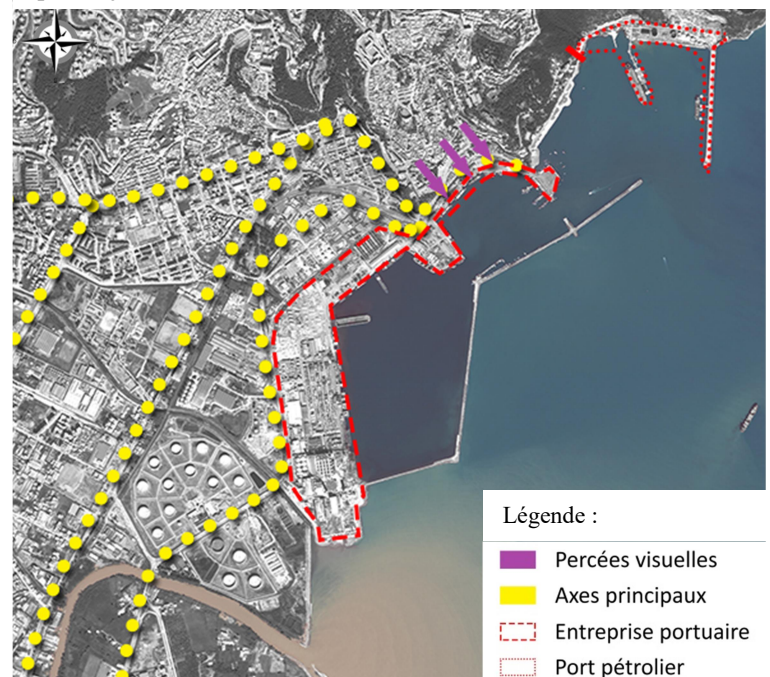 Légende :
Percées visuelles
Axes principaux
Entreprise portuaire
Port pétrolier